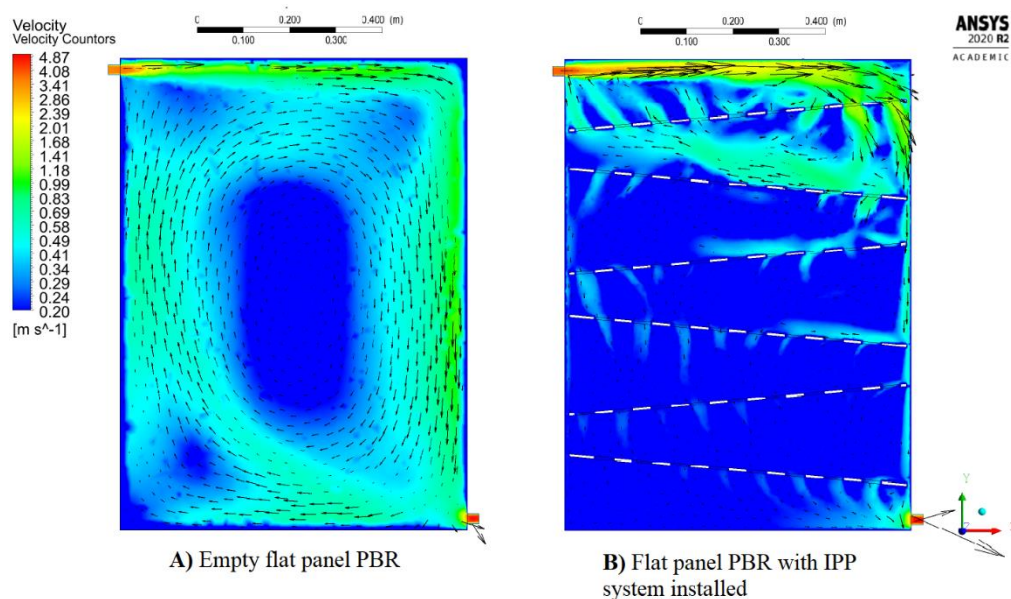 0 0.200 0.400 (m)
0.100 0.300
0 0.200 0.400 (m)
0.100 0.300
ANSYS
2020 R2
ACADEMIC
Velocity
Velocity Countors
4.87
4.08
3.41
2.86
2.39
2.01
1.68
1.41
1.18
0.99
0.83
0.69
0.58
0.49
0.41
0.34
0.29
0.24
0.20
[m s^-1]
Y
Z
A) Empty flat panel PBR
B) Flat panel PBR with IPP
system installed